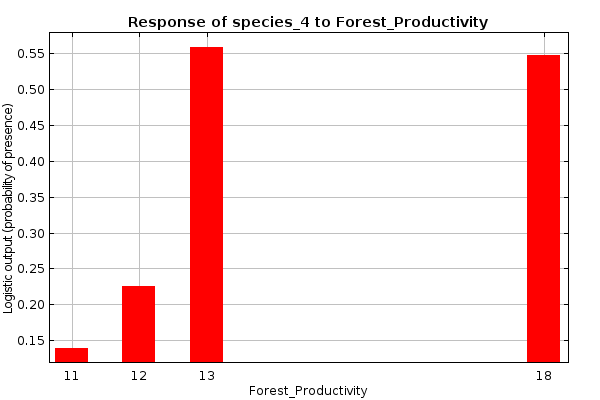 Response of species_4 to Forest_Productivity
Logistic output (probability of presence)
0.55
0.50
0.45
0.40
0.35
0.30
0.25
0.20
0.15
11 12 13 18
Forest_Productivity